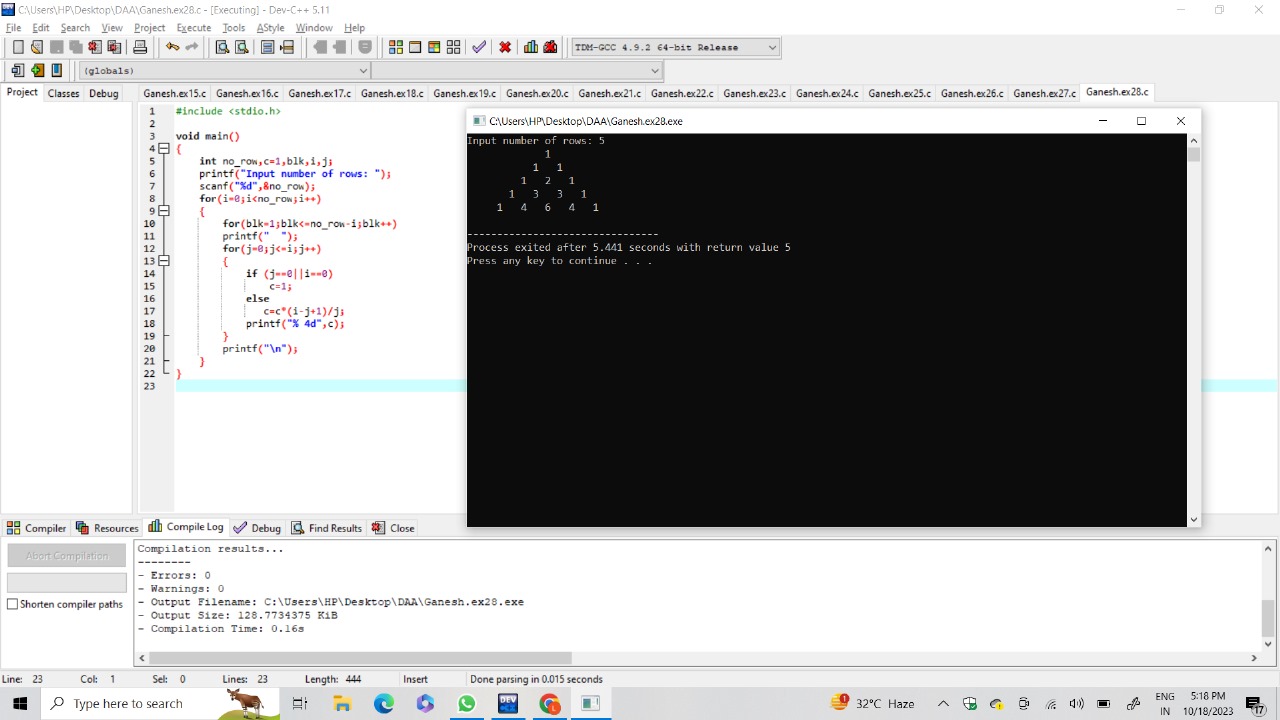 C:\Users\HP\Desktop\DAA\Ganesh.ex28.c - [Executing] - Dev-C++ 5.11
File Edit Search View Project Execute Tools AStyle Window Help
TDM-GCC 4.9.2 64-bit Release
(globals)
Project Classes Debug
Ganesh.ex15.c Ganesh.ex16.c Ganesh.ex17.c Ganesh.ex18.c Ganesh.ex19.c Ganesh.ex20.c Ganesh.ex21.c Ganesh.ex22.c Ganesh.ex23.c Ganesh.ex24.c Ganesh.ex25.c Ganesh.ex26.c Ganesh.ex27.c Ganesh.ex28.c
1 #include <stdio.h>
2
3 void main()
4 {
5 int no_row,c=1,blk,i,j;
6 printf("Input number of rows: ");
7 scanf("%d",&no_row);
8 for(i=0;i<no_row;i++)
9 {
10 for(blk=1;blk<=no_row-i;blk++)
11 printf("  ");
12 for(j=0;j<=i;j++)
13 {
14 if (j==0||i==0)
15 c=1;
16 else
17 c=c*(i-j+1)/j;
18 printf("% 4d",c);
19 }
20 printf("\n");
21 }
22 }
23
C:\Users\HP\Desktop\DAA\Ganesh.ex28.exe
Input number of rows: 5
1
1 1
1 2 1
1 3 3 1
1 4 6 4 1
--------------------------------
Process exited after 5.441 seconds with return value 5
Press any key to continue . . .
Compiler Resources Compile Log Debug Find Results Close
Abort Compilation
Shorten compiler paths
Compilation results...
--------
- Errors: 0
- Warnings: 0
- Output Filename: C:\Users\HP\Desktop\DAA\Ganesh.ex28.exe
- Output Size: 128.7734375 KiB
- Compilation Time: 0.16s
Line: 23 Col: 1 Sel: 0 Lines: 23 Length: 444 Insert Done parsing in 0.015 seconds
Type here to search
DEV
L
1
32°C Haze
ENG
IN
5:18 PM
10/18/2023
17